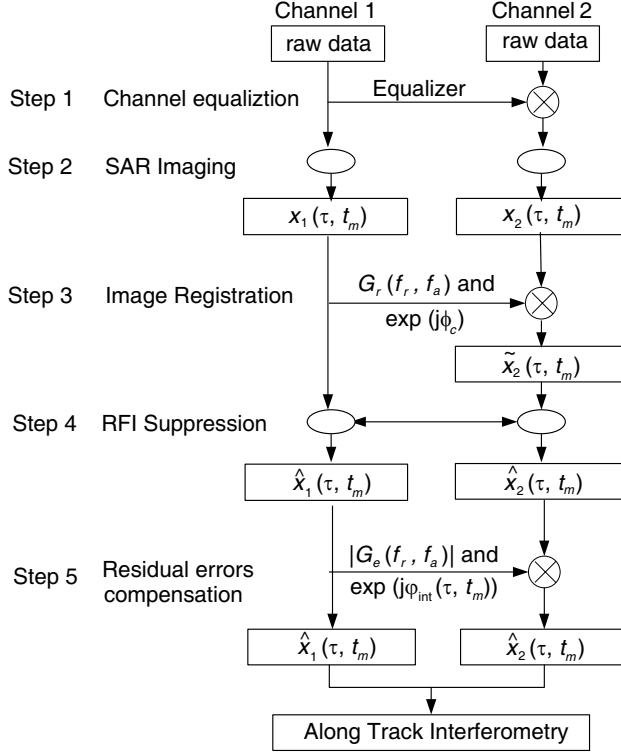 Channel 1 Channel 2
raw data raw data
Step 1 Channel equaliztion Equalizer
Step 2 SAR Imaging
x₁(τ, tₘ) x₂(τ, tₘ)
Step 3 Image Registration Gᵣ(fᵣ, fₐ) and
exp (jϕ_c)
x̃₂(τ, tₘ)
Step 4 RFI Suppression
x̂₁(τ, tₘ) x̂₂(τ, tₘ)
Step 5 Residual errors compensation |Gₑ(fᵣ, fₐ)| and
exp (jφ_int(τ, tₘ))
x̂₁(τ, tₘ) x̂₂(τ, tₘ)
Along Track Interferometry